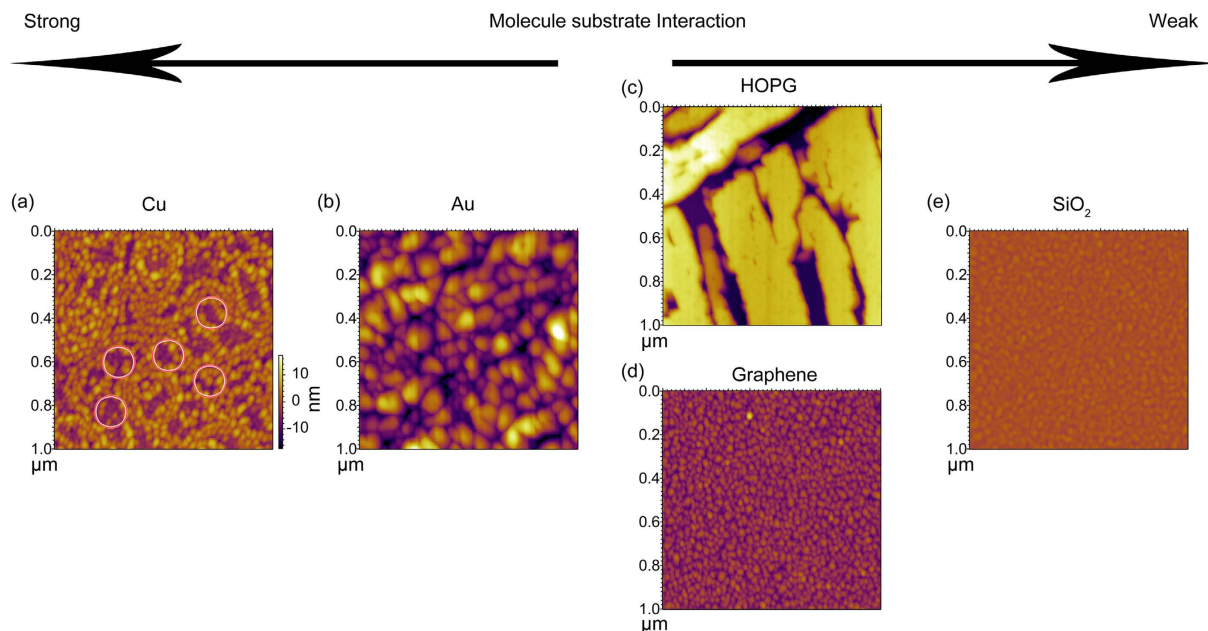 Strong
Molecule substrate Interaction
Weak
(c)
HOPG
0.0
0.2
0.4
0.6
0.8
1.0
µm
(a)
Cu
0.0
0.2
0.4
0.6
0.8
1.0
µm
10
0
-10
nm
(b)
Au
0.0
0.2
0.4
0.6
0.8
1.0
µm
(d)
Graphene
0.0
0.2
0.4
0.6
0.8
1.0
µm
(e)
SiO₂
0.0
0.2
0.4
0.6
0.8
1.0
µm